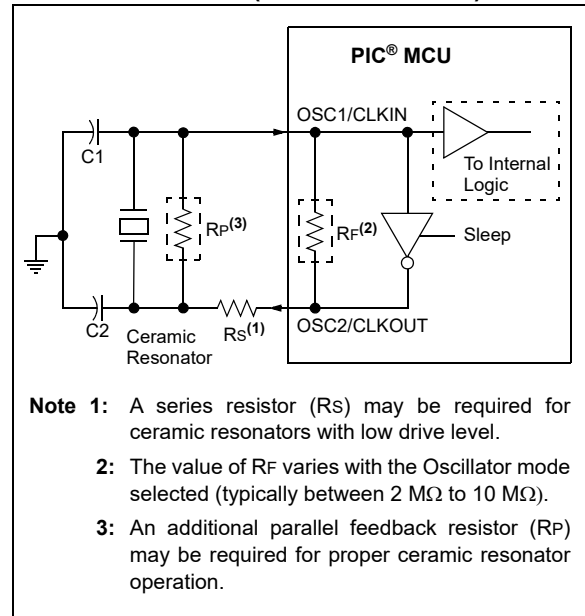 PIC® MCU
OSC1/CLKIN
C1
To Internal
Logic
RP(3)
RF(2)
Sleep
C2
Ceramic
Resonator
RS(1)
OSC2/CLKOUT
Note 1: A series resistor (RS) may be required for
ceramic resonators with low drive level.
2: The value of RF varies with the Oscillator mode
selected (typically between 2 MΩ to 10 MΩ).
3: An additional parallel feedback resistor (RP)
may be required for proper ceramic resonator
operation.